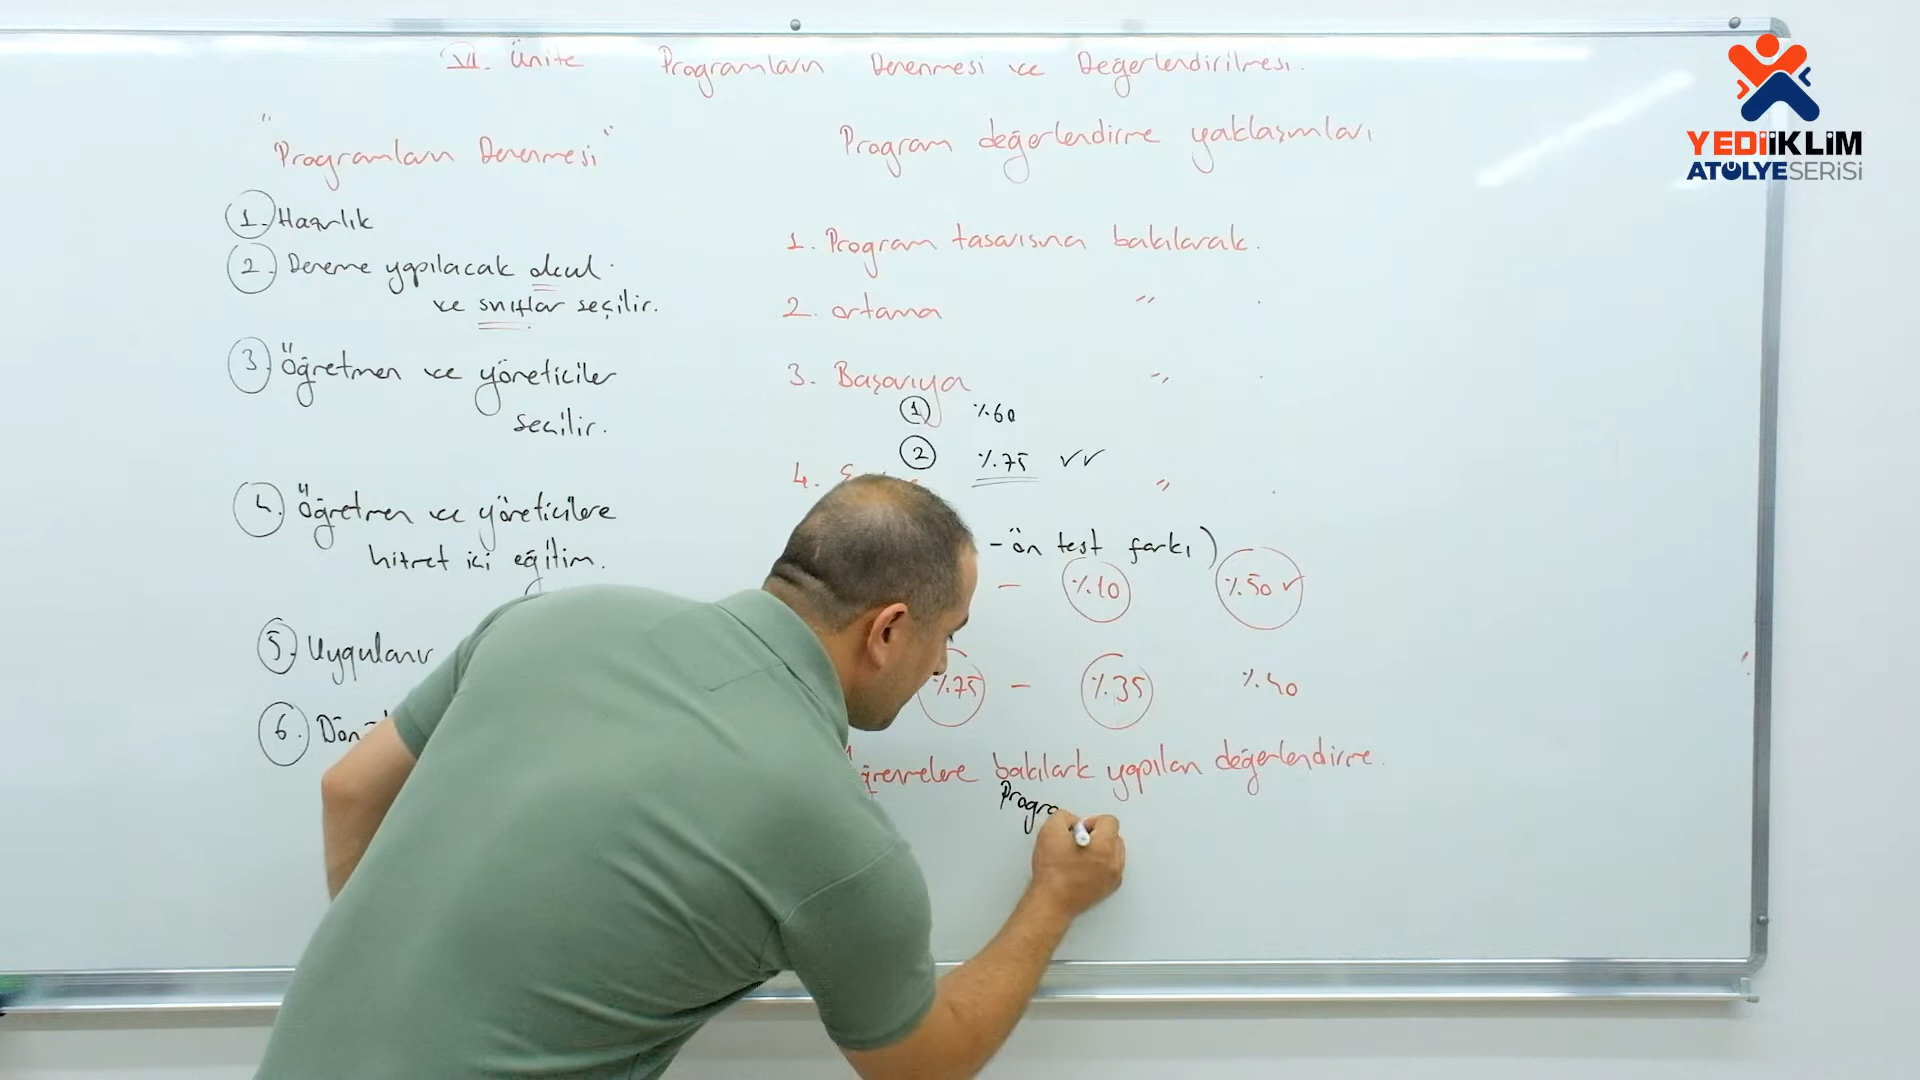 VI. Ünite Programların Denenmesi ve Değerlendirilmesi.
"Programların Denenmesi"
1. Hazırlık
2. Deneme yapılacak okul
ve sınıflar seçilir.
3. Öğretmen ve yöneticiler
seçilir.
4. Öğretmen ve yöneticilere
hizmet içi eğitim.
5. Uygulanır
6. Dön
Program değerlendirme yaklaşımları
1. Program tasarısına bakılarak.
2. ortama " .
3. Başarıya " .
1 %60
2 %75 ✓✓
4. " .
- ön test farkı)
- %10 %50 ✓
%75 - %35 %40
bakılark yapılan değerlendirme.
Progra
YEDİİKLİM
ATÖLYESERİSİ